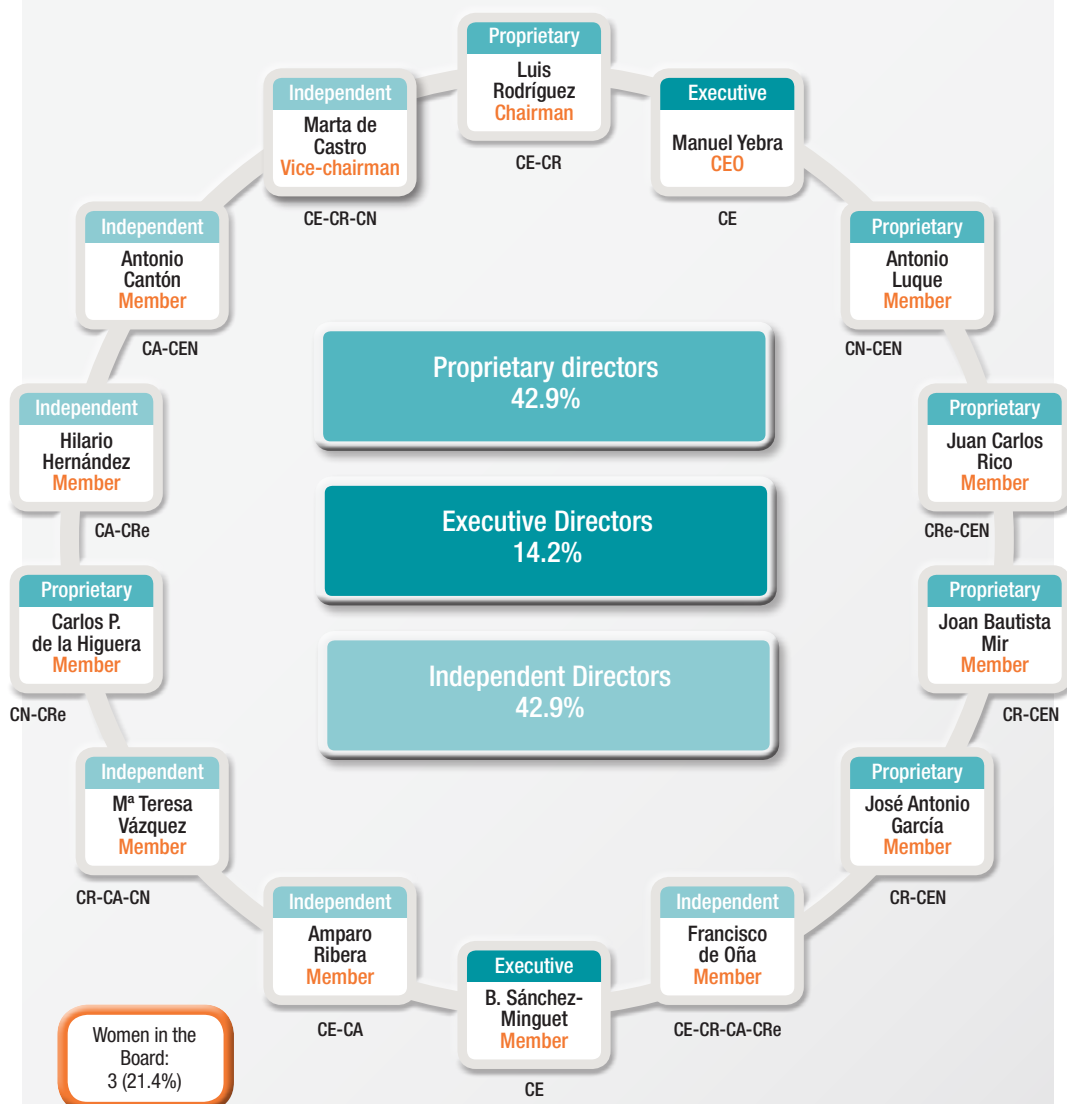 Proprietary
Luis
Rodríguez
Chairman
CE-CR
Executive
Manuel Yebra
CEO
CE
Proprietary
Antonio
Luque
Member
CN-CEN
Proprietary
Juan Carlos
Rico
Member
CRe-CEN
Proprietary
Joan Bautista
Mir
Member
CR-CEN
Proprietary
José Antonio
García
Member
CR-CEN
Independent
Francisco
de Oña
Member
CE-CR-CA-CRe
Executive
B. Sánchez-
Minguet
Member
CE
Independent
Amparo
Ribera
Member
CE-CA
Independent
Mª Teresa
Vázquez
Member
CR-CA-CN
Proprietary
Carlos P.
de la Higuera
Member
CN-CRe
Independent
Hilario
Hernández
Member
CA-CRe
Independent
Antonio
Cantón
Member
CA-CEN
Independent
Marta de
Castro
Vice-chairman
CE-CR-CN
Proprietary directors
42.9%
Executive Directors
14.2%
Independent Directors
42.9%
Women in the
Board:
3 (21.4%)